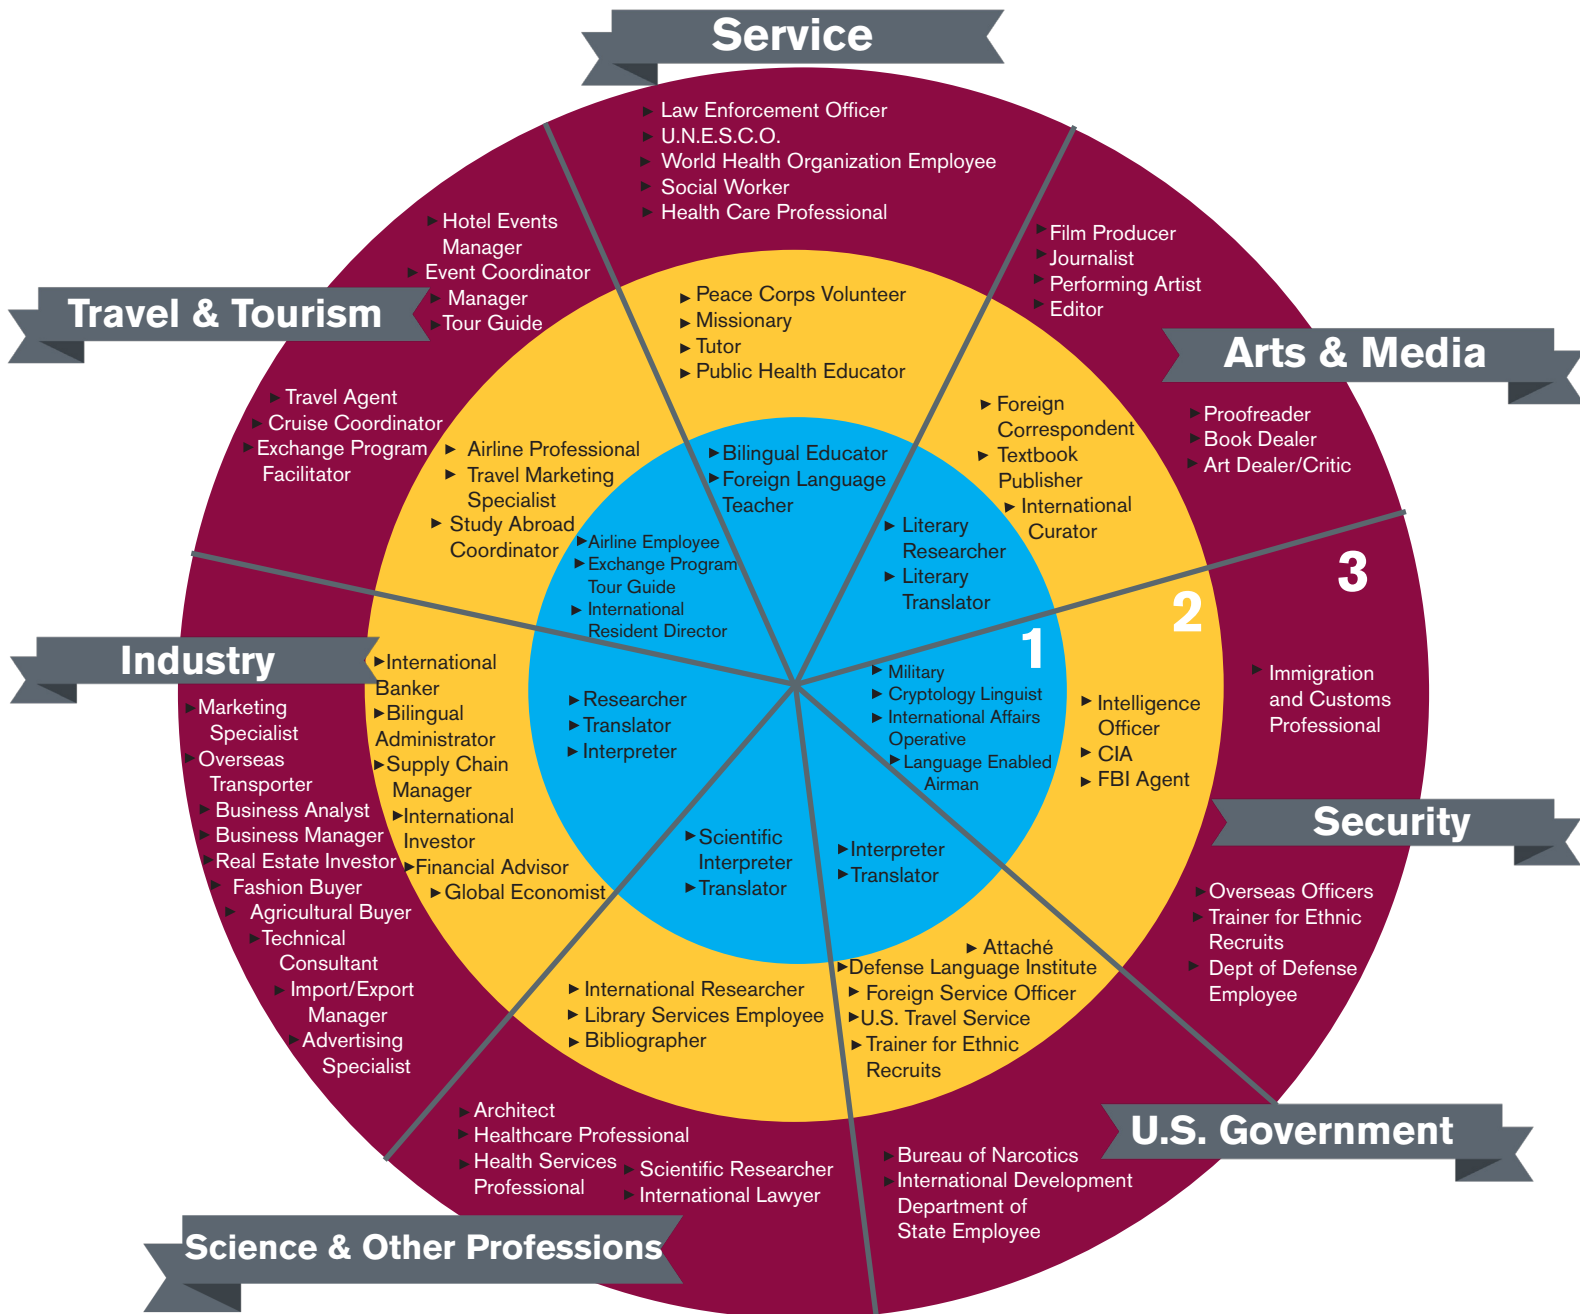 Service
► Law Enforcement Officer
► U.N.E.S.C.O.
► World Health Organization Employee
► Social Worker
► Health Care Professional
► Peace Corps Volunteer
► Missionary
► Tutor
► Public Health Educator
► Bilingual Educator
► Foreign Language
Teacher
Arts & Media
► Film Producer
► Journalist
► Performing Artist
► Editor
► Proofreader
► Book Dealer
► Art Dealer/Critic
► Foreign
Correspondent
► Textbook
Publisher
► International
Curator
► Literary
Researcher
► Literary
Translator
3
2
1
Security
► Immigration
and Customs
Professional
► Overseas Officers
► Trainer for Ethnic
Recruits
► Dept of Defense
Employee
► Intelligence
Officer
► CIA
► FBI Agent
► Military
► Cryptology Linguist
► International Affairs
Operative
► Language Enabled
Airman
U.S. Government
► Interpreter
► Translator
► Attaché
► Defense Language Institute
► Foreign Service Officer
► U.S. Travel Service
► Trainer for Ethnic
Recruits
► Bureau of Narcotics
► International Development
Department of
State Employee
Science & Other Professions
► Scientific
Interpreter
► Translator
► International Researcher
► Library Services Employee
► Bibliographer
► Architect
► Healthcare Professional
► Health Services
Professional
► Scientific Researcher
► International Lawyer
Industry
► Researcher
► Translator
► Interpreter
► International
Banker
► Bilingual
Administrator
► Supply Chain
Manager
► International
Investor
► Financial Advisor
► Global Economist
► Marketing
Specialist
► Overseas
Transporter
► Business Analyst
► Business Manager
► Real Estate Investor
► Fashion Buyer
► Agricultural Buyer
► Technical
Consultant
► Import/Export
Manager
► Advertising
Specialist
Travel & Tourism
► Hotel Events
Manager
► Event Coordinator
► Manager
► Tour Guide
► Travel Agent
► Cruise Coordinator
► Exchange Program
Facilitator
► Airline Professional
► Travel Marketing
Specialist
► Study Abroad
Coordinator
► Airline Employee
► Exchange Program
Tour Guide
► International
Resident Director